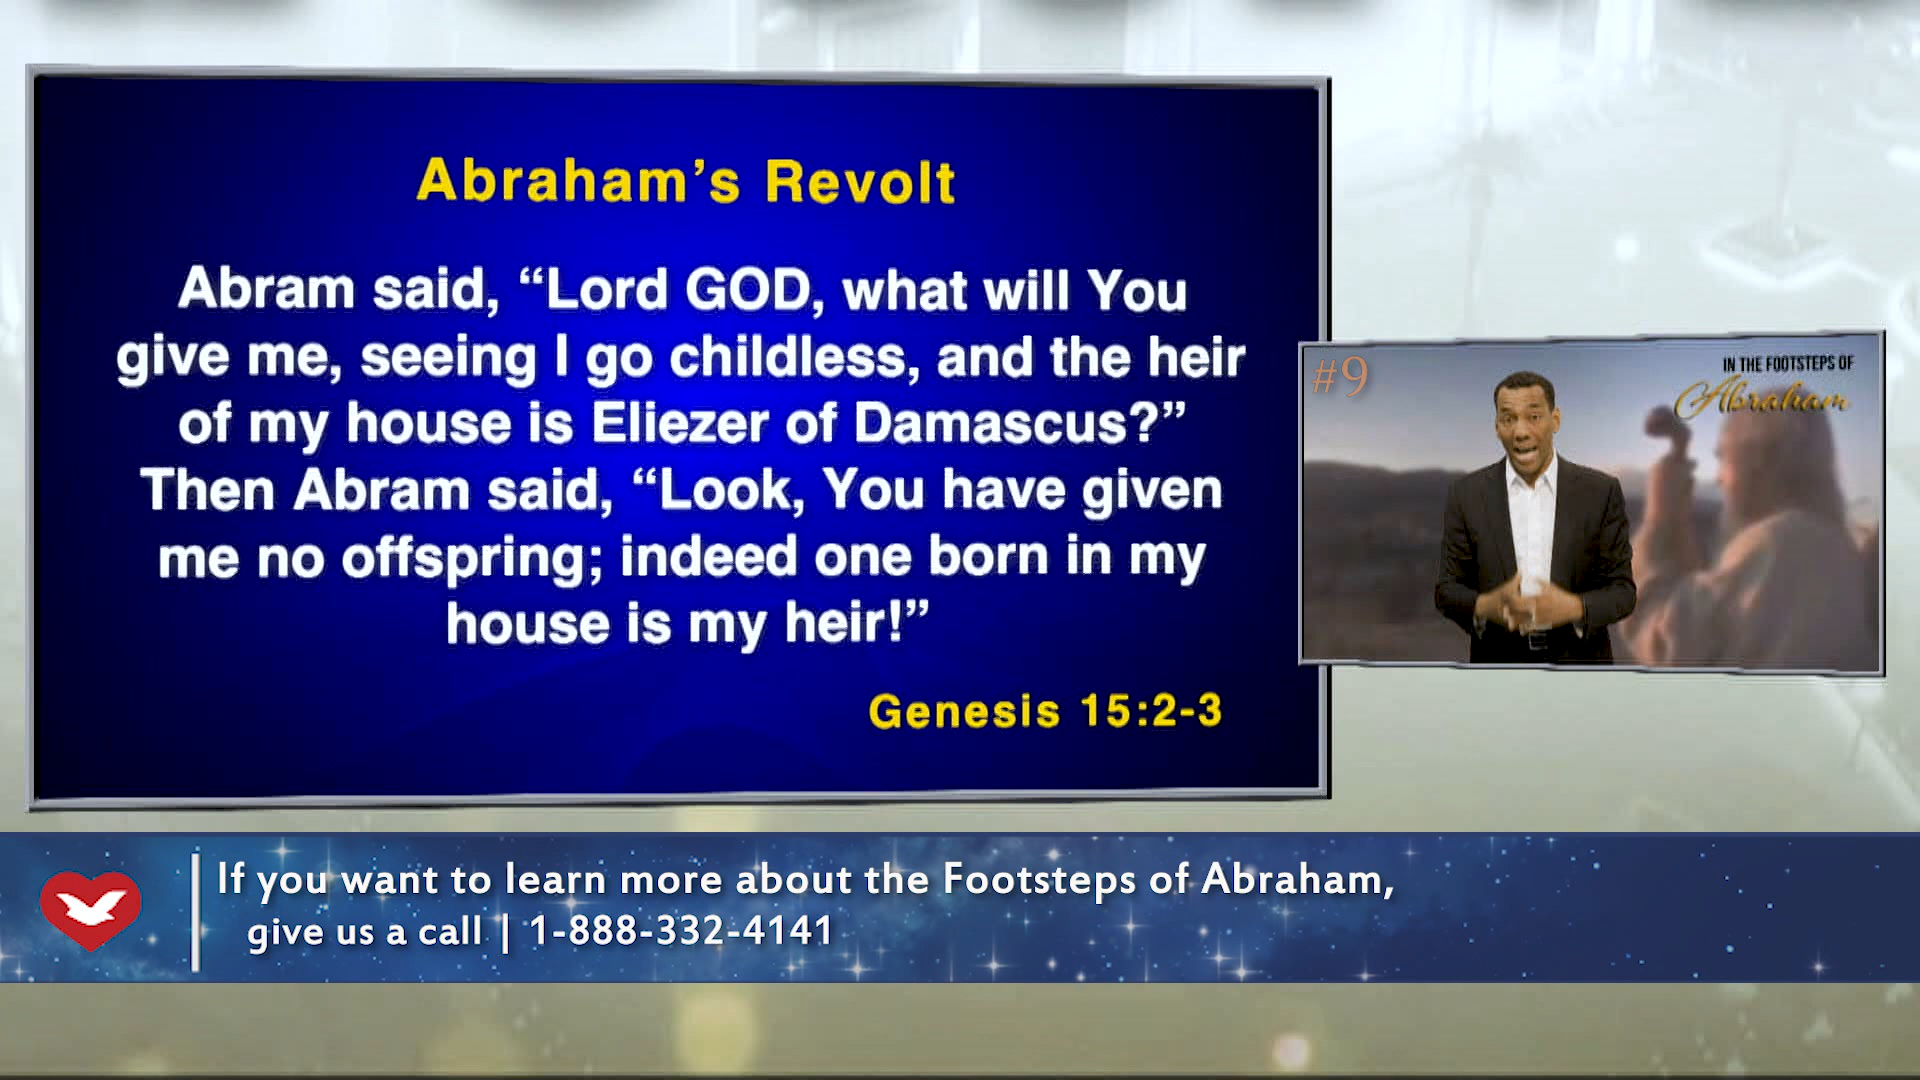 Abraham’s Revolt
Abram said, “Lord GOD, what will You
give me, seeing I go childless, and the heir
of my house is Eliezer of Damascus?”
Then Abram said, “Look, You have given
me no offspring; indeed one born in my
house is my heir!”
Genesis 15:2-3
#9
IN THE FOOTSTEPS OF
Abraham
If you want to learn more about the Footsteps of Abraham,
give us a call | 1-888-332-4141